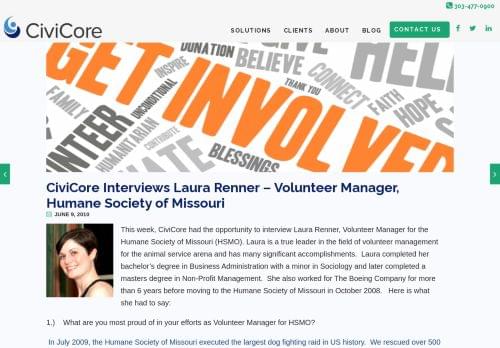 303-477-0900
CiviCore
SOLUTIONS CLIENTS ABOUT BLOG CONTACT US
DONATION
HELP
INSPIRE
BELIEVE
THANK YOU
GET INVOLVED
CONNECT
FAITH
HOPE
CARE
FAMILY
UNCONDITIONAL
VOLUNTEER
HUMANITARIAN
CONTRIBUTE
BLESSINGS
CiviCore Interviews Laura Renner – Volunteer Manager,
Humane Society of Missouri
JUNE 9, 2010
This week, CiviCore had the opportunity to interview Laura Renner, Volunteer Manager for the
Humane Society of Missouri (HSMO). Laura is a true leader in the field of volunteer management
for the animal service arena and has many significant accomplishments. Laura completed her
bachelor's degree in Business Administration with a minor in Sociology and later completed a
masters degree in Non-Profit Management. She also worked for The Boeing Company for more
than 6 years before moving to the Humane Society of Missouri in October 2008. Here is what
she had to say:
1.) What are you most proud of in your efforts as Volunteer Manager for HSMO?
In July 2009, the Humane Society of Missouri executed the largest dog fighting raid in US history. We rescued over 500